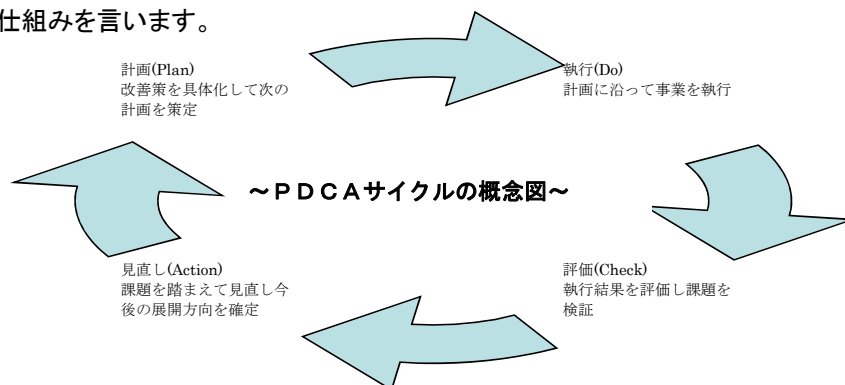 仕組みを言います。
計画(Plan)
改善策を具体化して次の
計画を策定
執行(Do)
計画に沿って事業を執行
～ＰＤＣＡサイクルの概念図～
見直し(Action)
課題を踏まえて見直し今
後の展開方向を確定
評価(Check)
執行結果を評価し課題を
検証